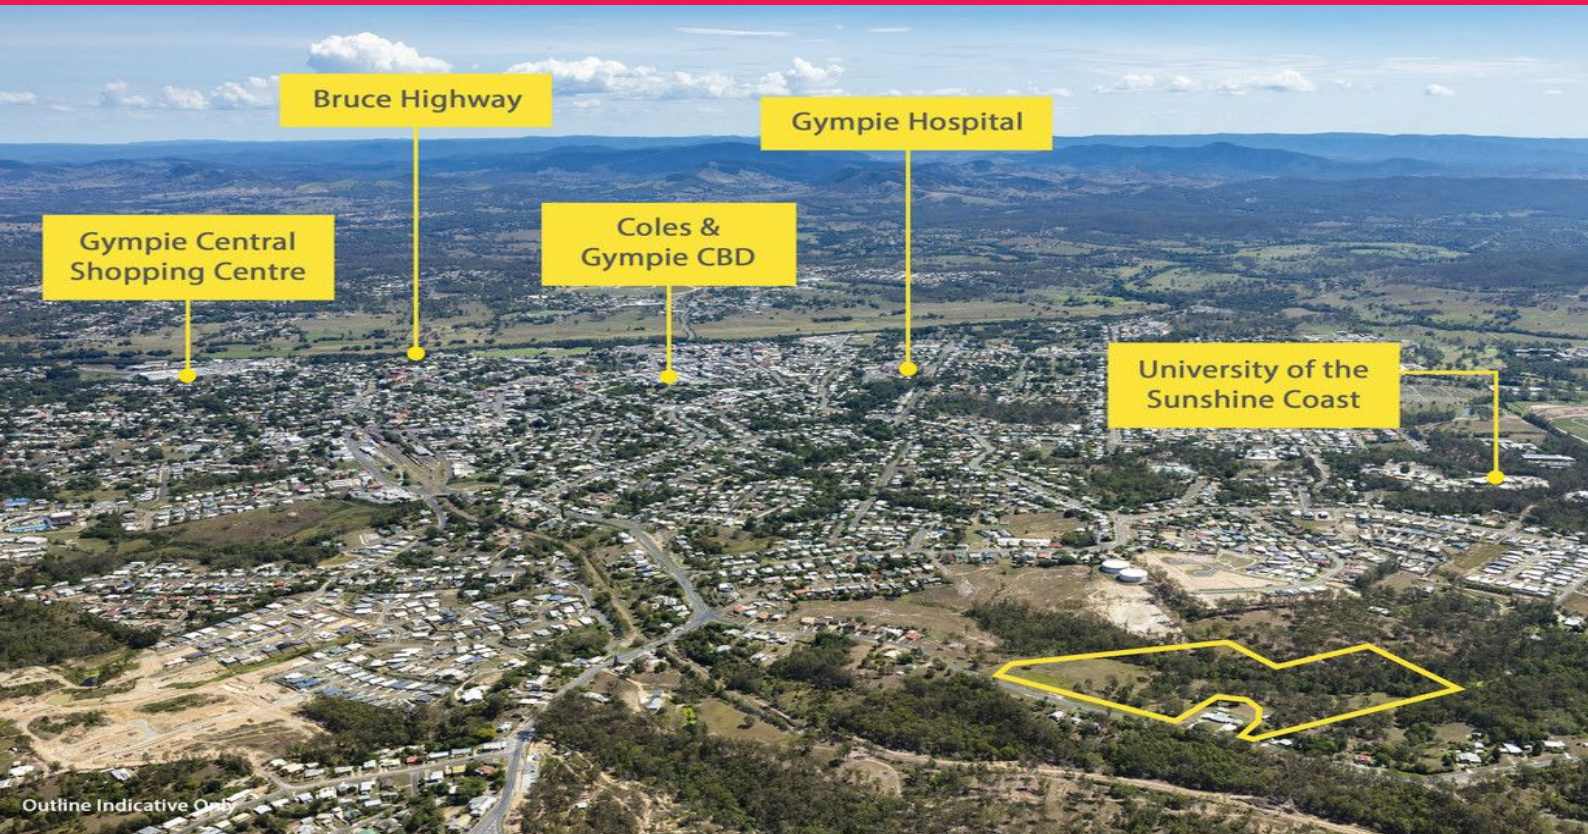 Bruce Highway
Gympie Hospital
Gympie Central
Shopping Centre
Coles &
Gympie CBD
University of the
Sunshine Coast
Outline Indicative Only